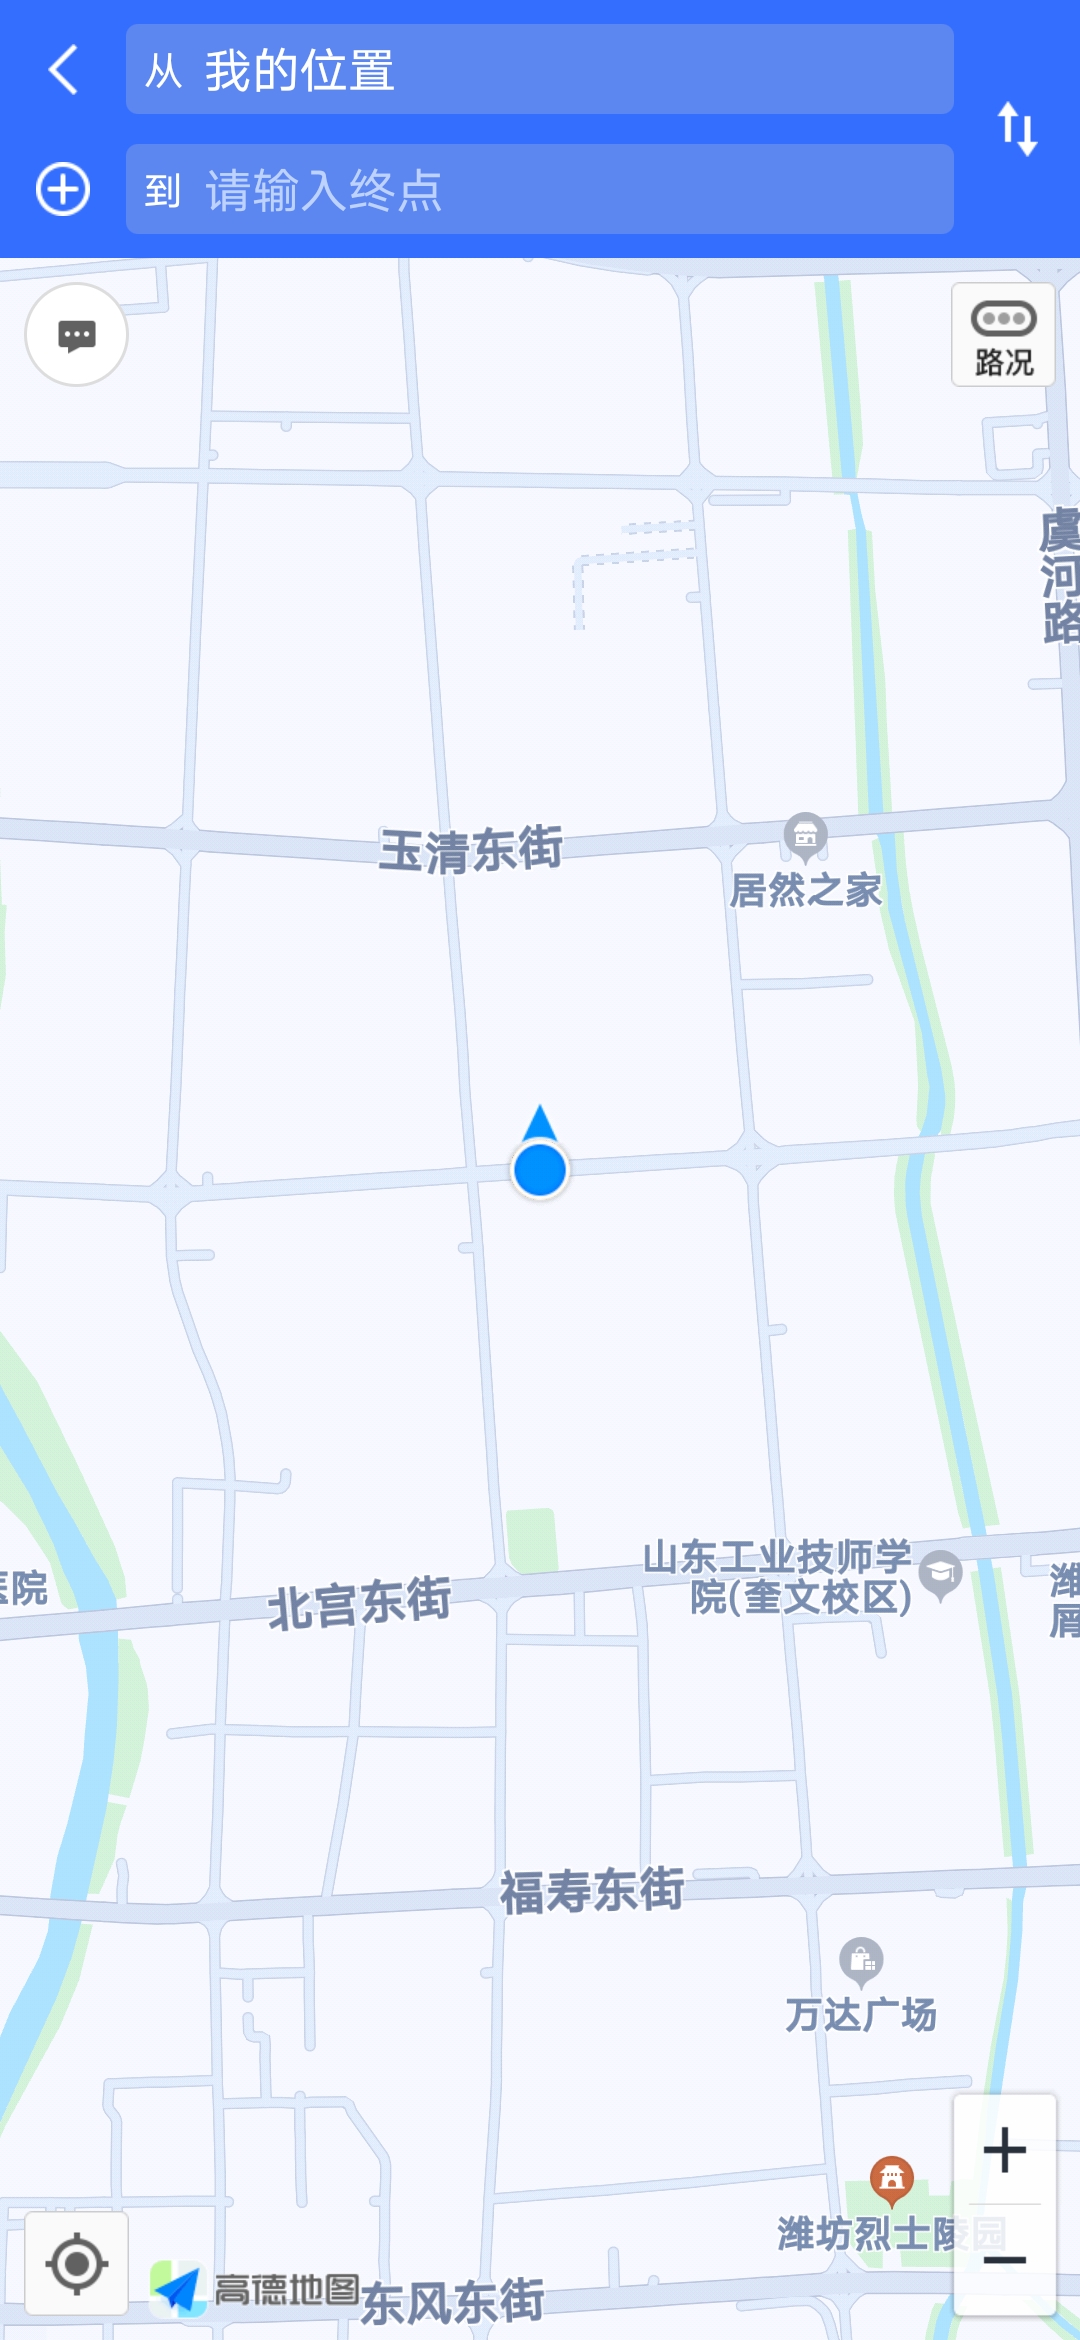 从 我的位置
到 请输入终点
路况
虞河路
玉清东街
居然之家
山东工业技师学
院(奎文校区)
医院
潍
屑
北宫东街
福寿东街
万达广场
潍坊烈士陵园
高德地图
东风东街